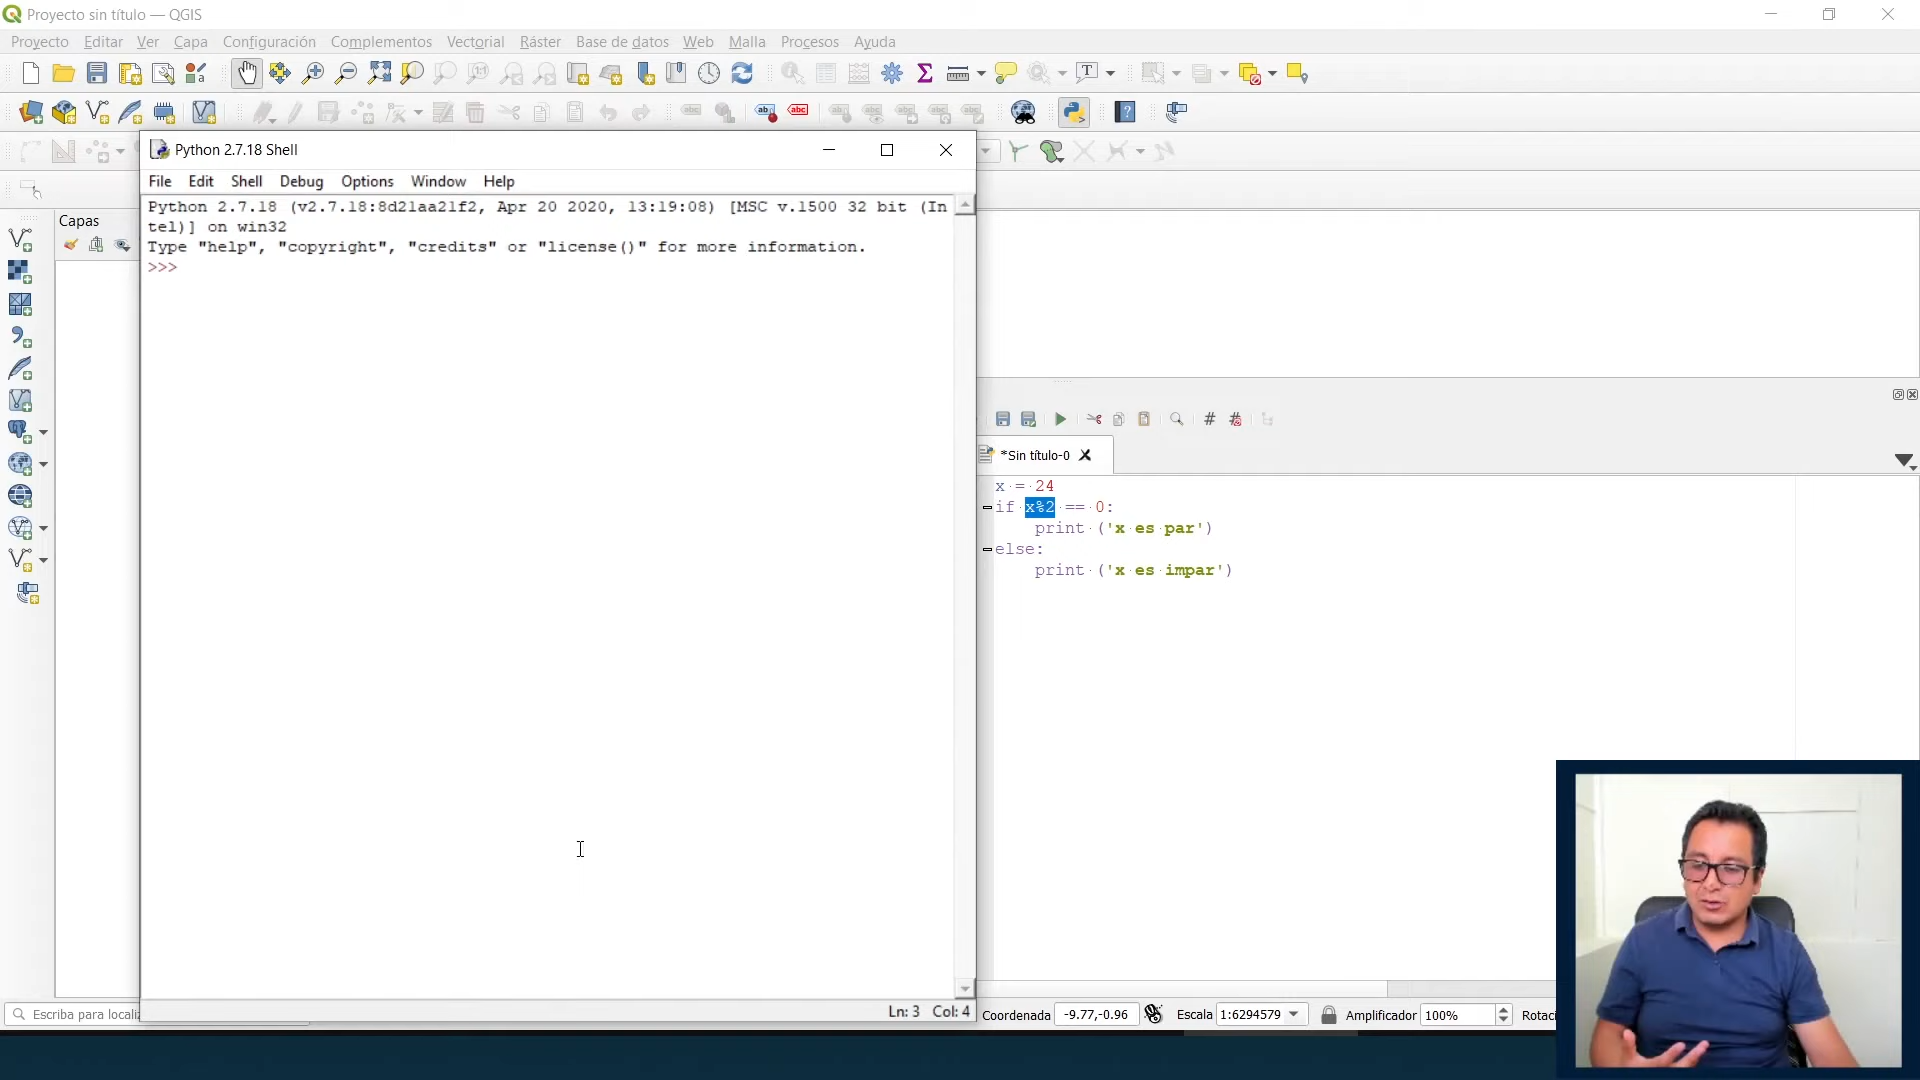 Proyecto sin título — QGIS
Proyecto Editar Ver Capa Configuración Complementos Vectorial Ráster Base de datos Web Malla Procesos Ayuda
Python 2.7.18 Shell
File Edit Shell Debug Options Window Help
Python 2.7.18 (v2.7.18:8d21aa21f2, Apr 20 2020, 13:19:08) [MSC v.1500 32 bit (In
tel)] on win32
Type "help", "copyright", "credits" or "license()" for more information.
>>>
Capas
*Sin título-0
x = 24
if x%2 == 0:
print ('x es par')
else:
print ('x es impar')
Ln: 3 Col: 4
Escriba para locali
Coordenada -9.77,-0.96 Escala 1:6294579 Amplificador 100% Rotaci